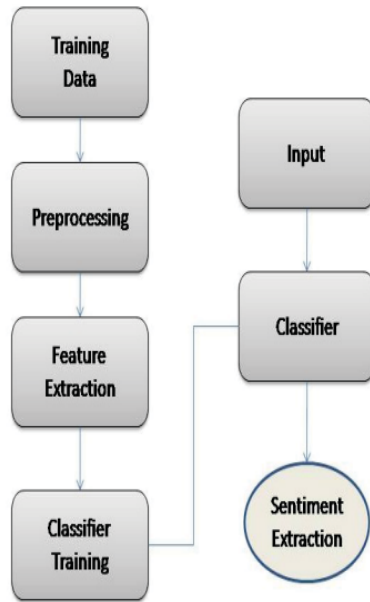 Training
Data
Preprocessing
Feature
Extraction
Classifier
Training
Input
Classifier
Sentiment
Extraction